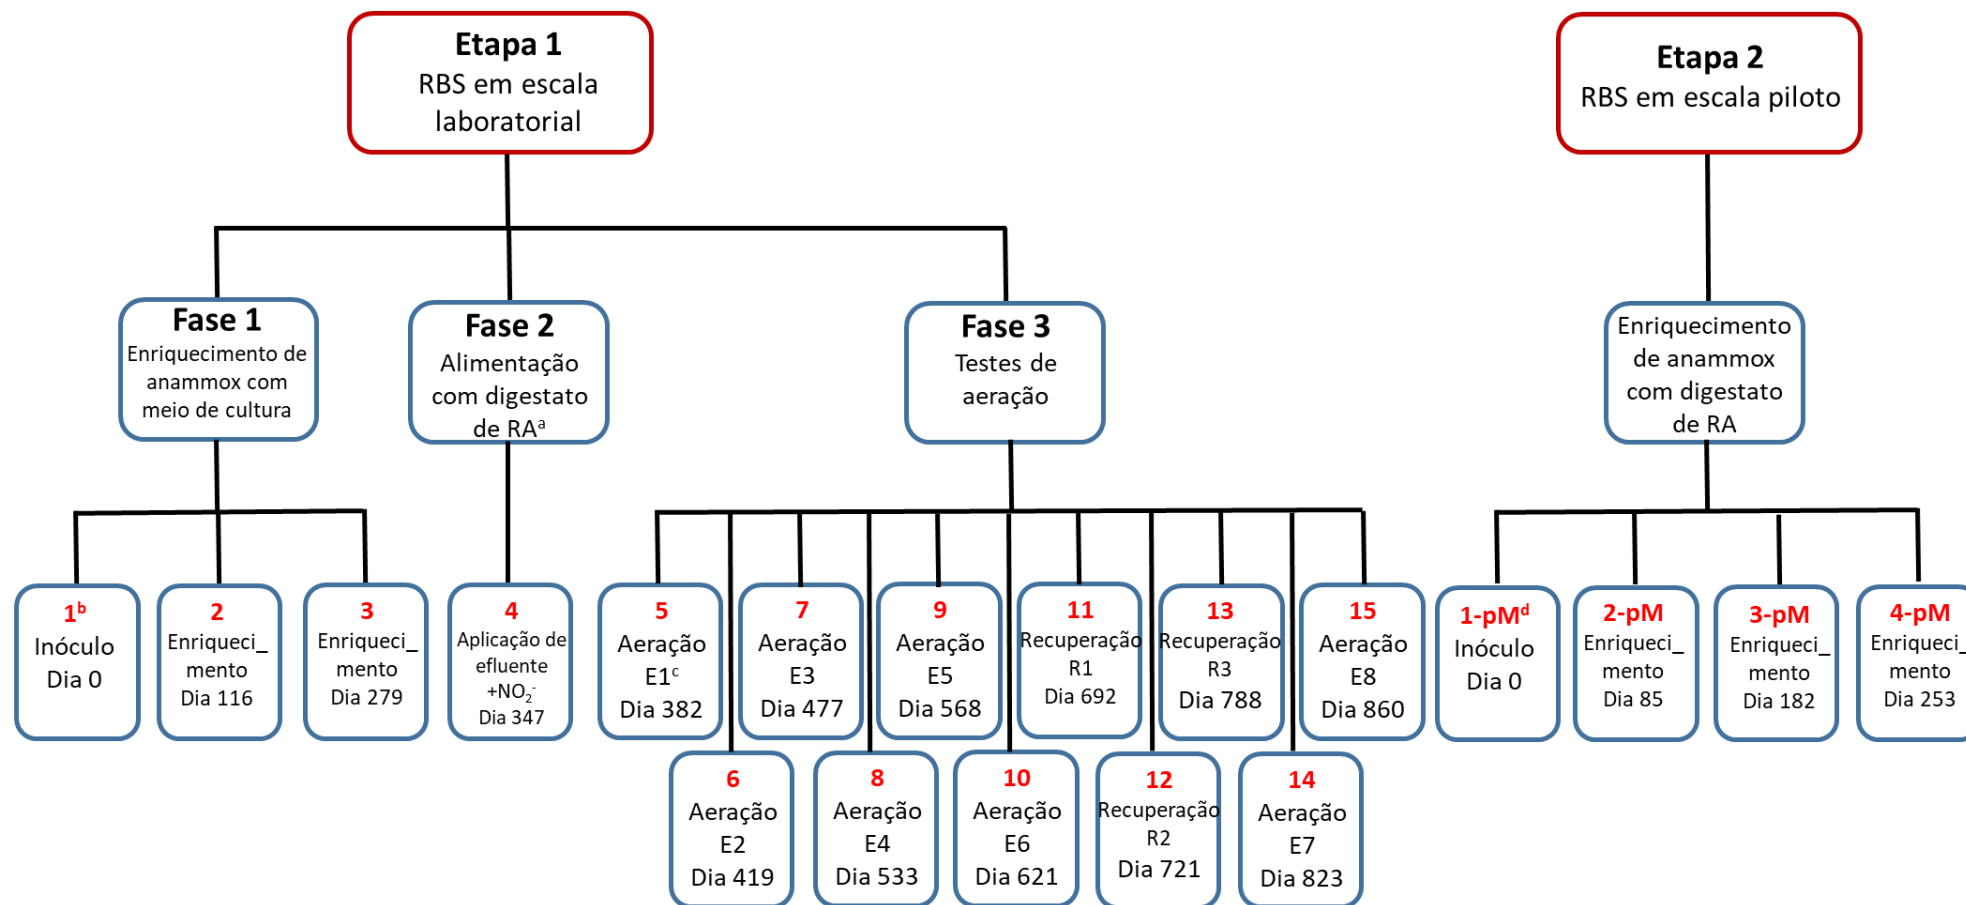 Etapa 1
RBS em escala
laboratorial
Etapa 2
RBS em escala piloto
Fase 1
Enriquecimento de
anammox com
meio de cultura
Fase 2
Alimentação
com digestato
de RAᵃ
Fase 3
Testes de
aeração
Enriquecimento
de anammox
com digestato
de RA
1ᵇ
Inóculo
Dia 0
2
Enriqueci_
mento
Dia 116
3
Enriqueci_
mento
Dia 279
4
Aplicação de
efluente
+NO₂⁻
Dia 347
5
Aeração
E1ᶜ
Dia 382
7
Aeração
E3
Dia 477
9
Aeração
E5
Dia 568
11
Recuperação
R1
Dia 692
13
Recuperação
R3
Dia 788
15
Aeração
E8
Dia 860
1-pMᵈ
Inóculo
Dia 0
2-pM
Enriqueci_
mento
Dia 85
3-pM
Enriqueci_
mento
Dia 182
4-pM
Enriqueci_
mento
Dia 253
6
Aeração
E2
Dia 419
8
Aeração
E4
Dia 533
10
Aeração
E6
Dia 621
12
Recuperação
R2
Dia 721
14
Aeração
E7
Dia 823